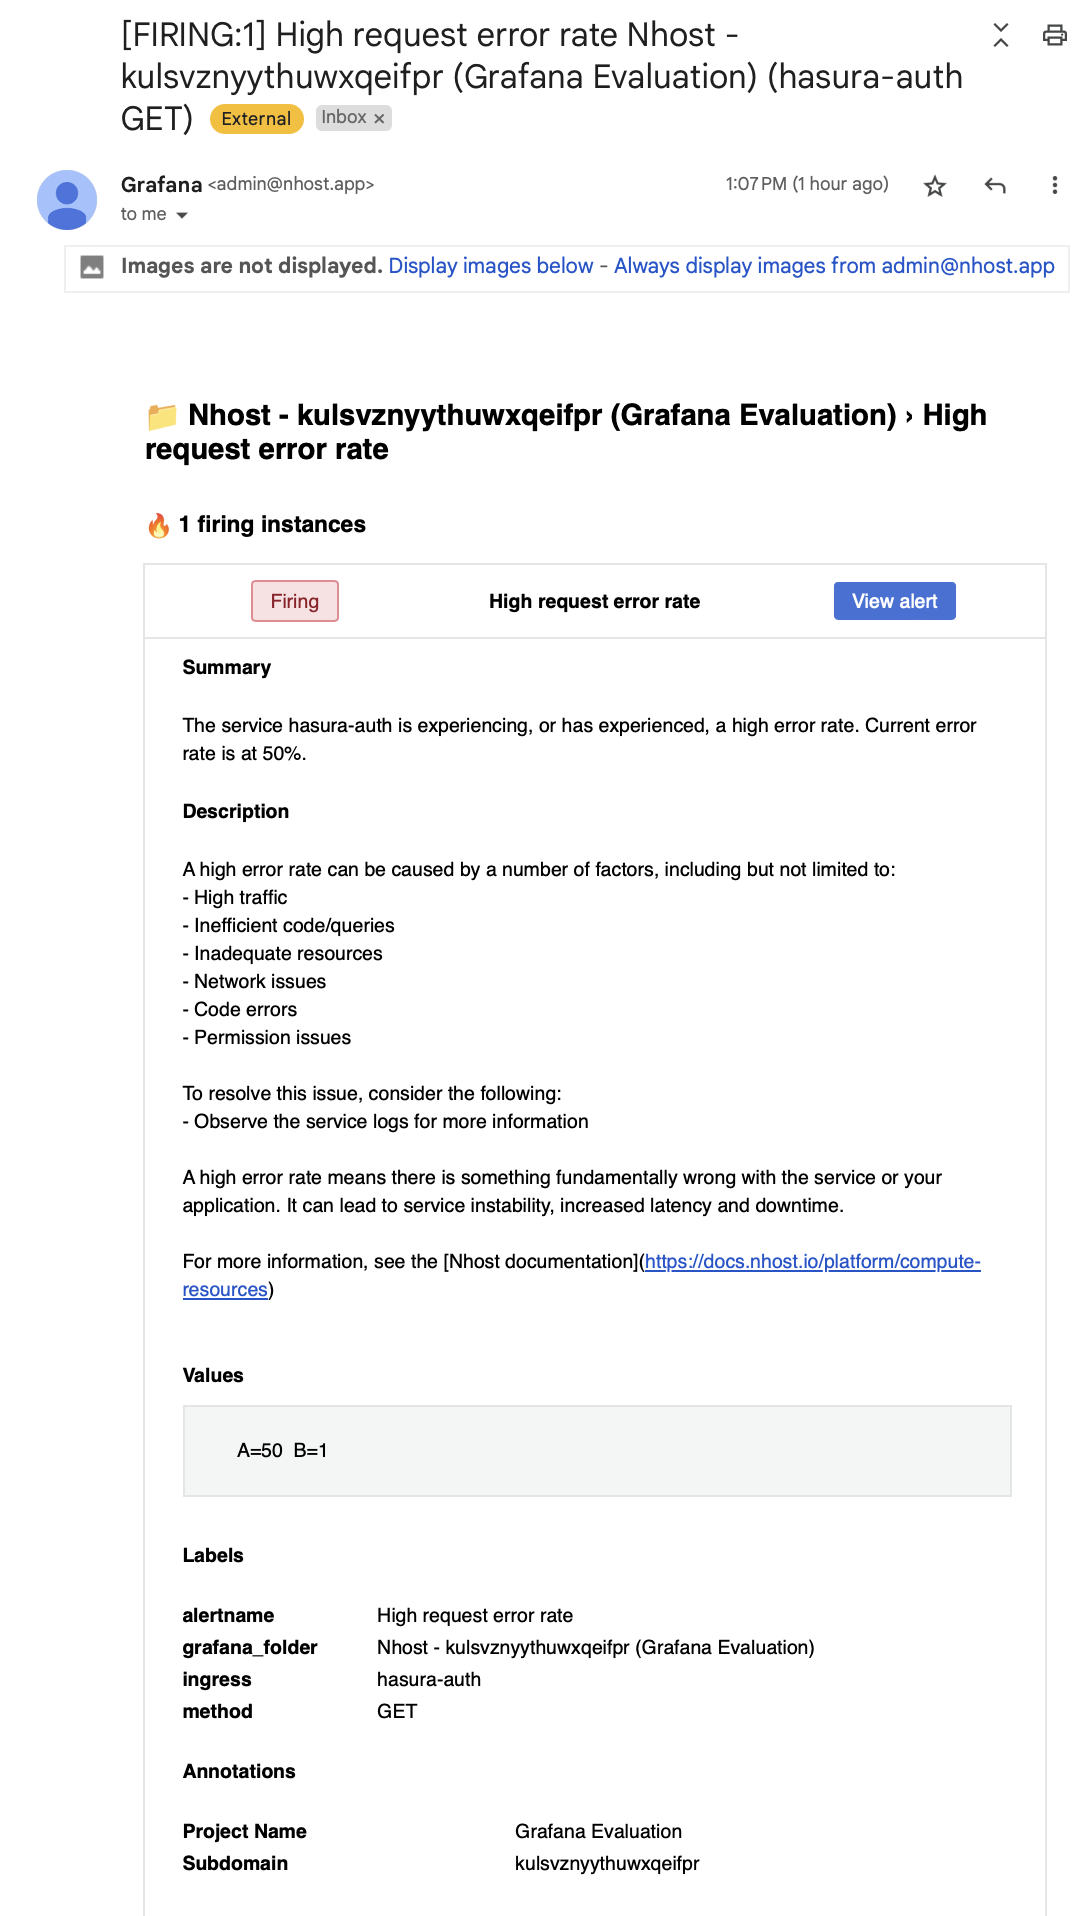 [FIRING:1] High request error rate Nhost -
kulsvznyythuwxqeifpr (Grafana Evaluation) (hasura-auth
GET) External Inbox ×
Grafana <admin@nhost.app> 1:07 PM (1 hour ago)
to me
Images are not displayed. Display images below - Always display images from admin@nhost.app
📁 Nhost - kulsvznyythuwxqeifpr (Grafana Evaluation) › High
request error rate
🔥 1 firing instances
Firing High request error rate View alert
Summary
The service hasura-auth is experiencing, or has experienced, a high error rate. Current error
rate is at 50%.
Description
A high error rate can be caused by a number of factors, including but not limited to:
- High traffic
- Inefficient code/queries
- Inadequate resources
- Network issues
- Code errors
- Permission issues
To resolve this issue, consider the following:
- Observe the service logs for more information
A high error rate means there is something fundamentally wrong with the service or your
application. It can lead to service instability, increased latency and downtime.
For more information, see the [Nhost documentation](https://docs.nhost.io/platform/compute-
resources)
Values
A=50 B=1
Labels
alertname High request error rate
grafana_folder Nhost - kulsvznyythuwxqeifpr (Grafana Evaluation)
ingress hasura-auth
method GET
Annotations
Project Name Grafana Evaluation
Subdomain kulsvznyythuwxqeifpr